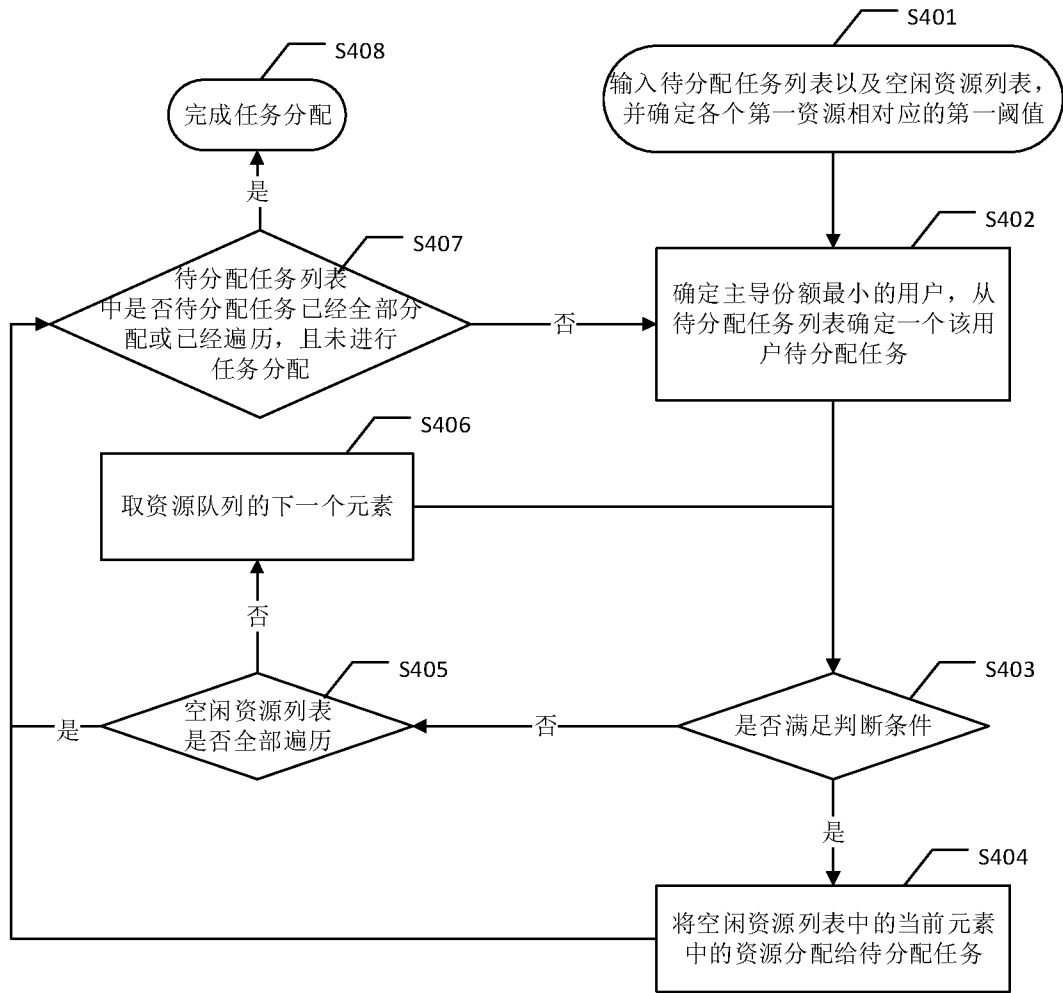 S401
输入待分配任务列表以及空闲资源列表，
并确定各个第一资源相对应的第一阈值
S408
完成任务分配
是
S402
确定主导份额最小的用户，从
待分配任务列表确定一个该用
户待分配任务
S407
待分配任务列表
中是否待分配任务已经全部分
配或已经遍历，且未进行
任务分配
否
S406
取资源队列的下一个元素
否
S405
空闲资源列表
是否全部遍历
是
否
S403
是否满足判断条件
是
S404
将空闲资源列表中的当前元素
中的资源分配给待分配任务